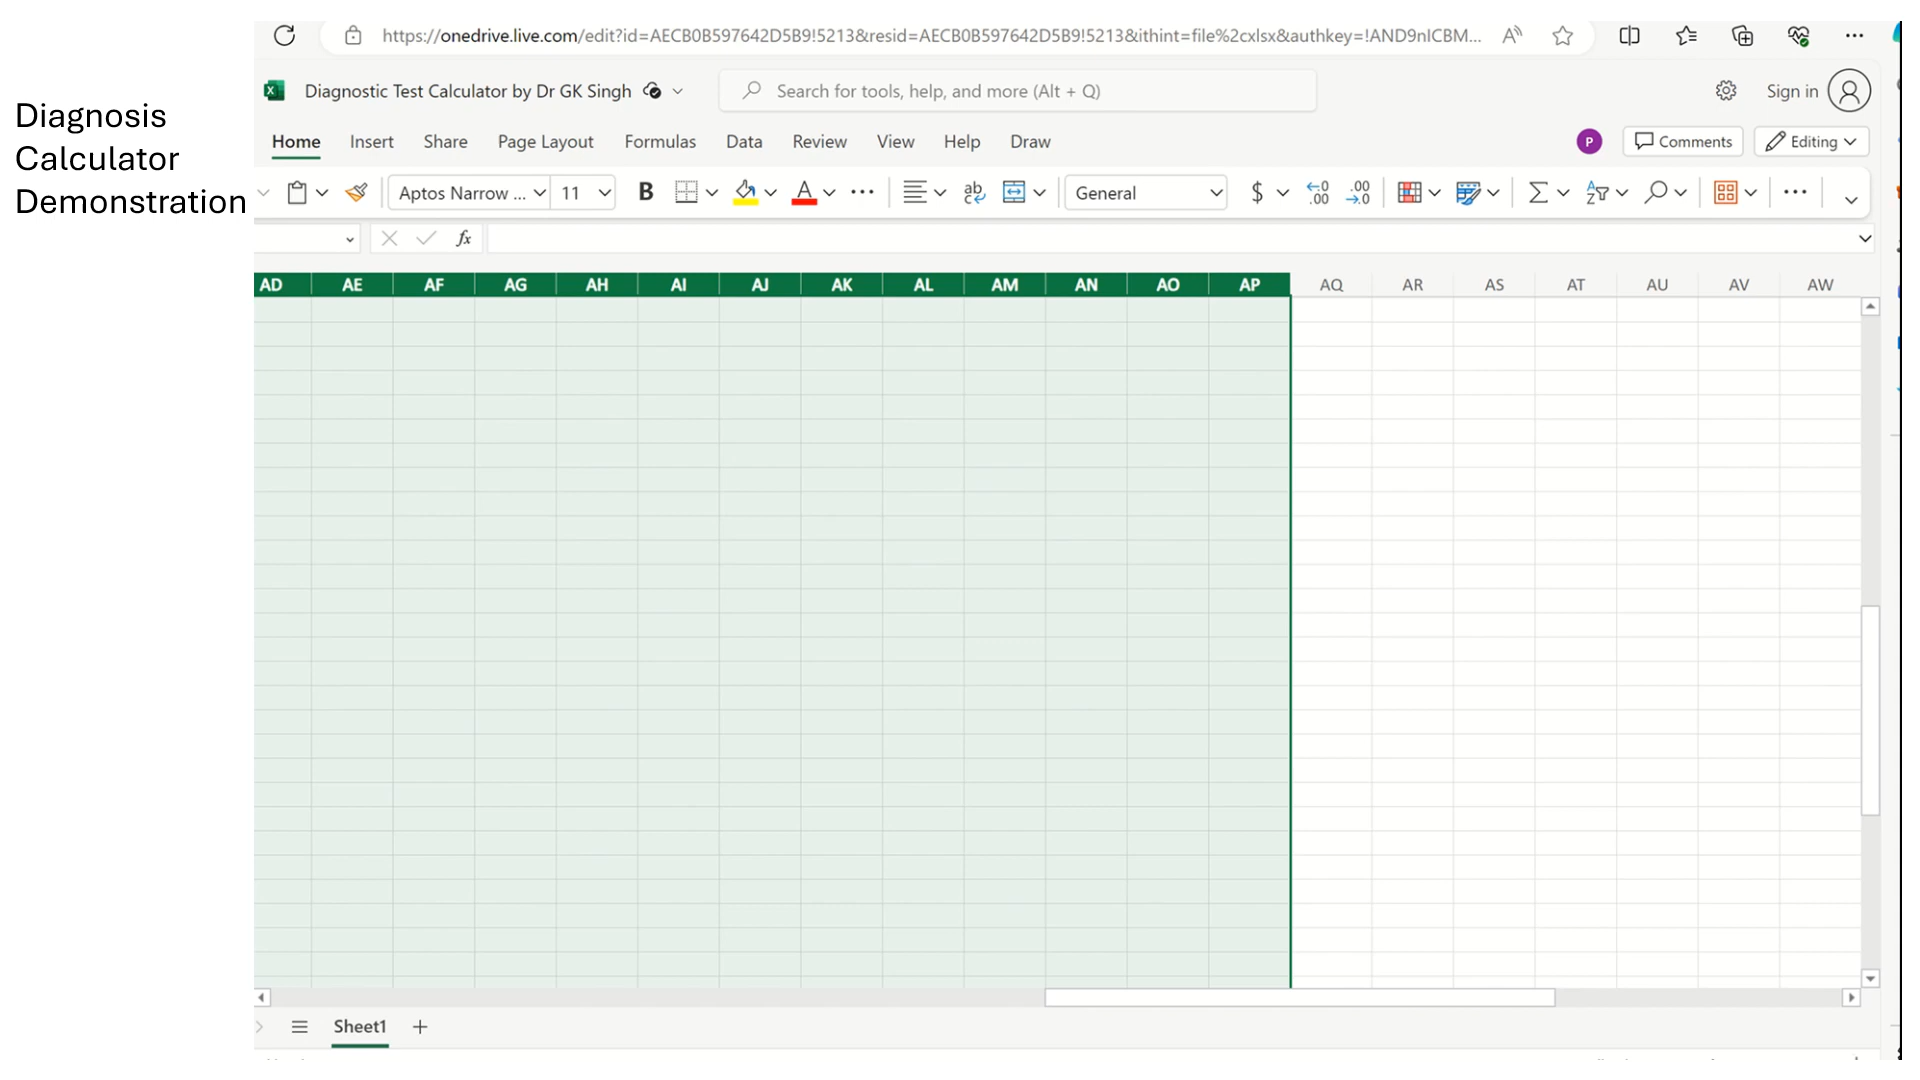 Diagnosis
Calculator
Demonstration
https://onedrive.live.com/edit?id=AECB0B597642D5B9!5213&resid=AECB0B597642D5B9!5213&ithint=file%2cxlsx&authkey=!AND9nICBM...
Diagnostic Test Calculator by Dr GK Singh
Search for tools, help, and more (Alt + Q)
Sign in
Home Insert Share Page Layout Formulas Data Review View Help Draw
P Comments Editing
Aptos Narrow ... 11 B A ... ab General $ .00 .00
fx
AD AE AF AG AH AI AJ AK AL AM AN AO AP AQ AR AS AT AU AV AW
Sheet1 +